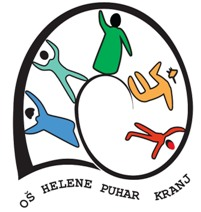 OŠ HELENE PUHAR KRANJ